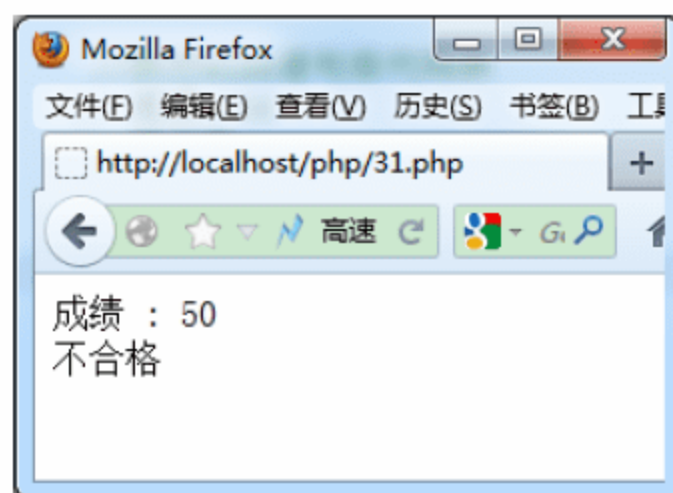 Mozilla Firefox
文件(F) 编辑(E) 查看(V) 历史(S) 书签(B)
http://localhost/php/31.php +
高速
成绩 : 50
不合格